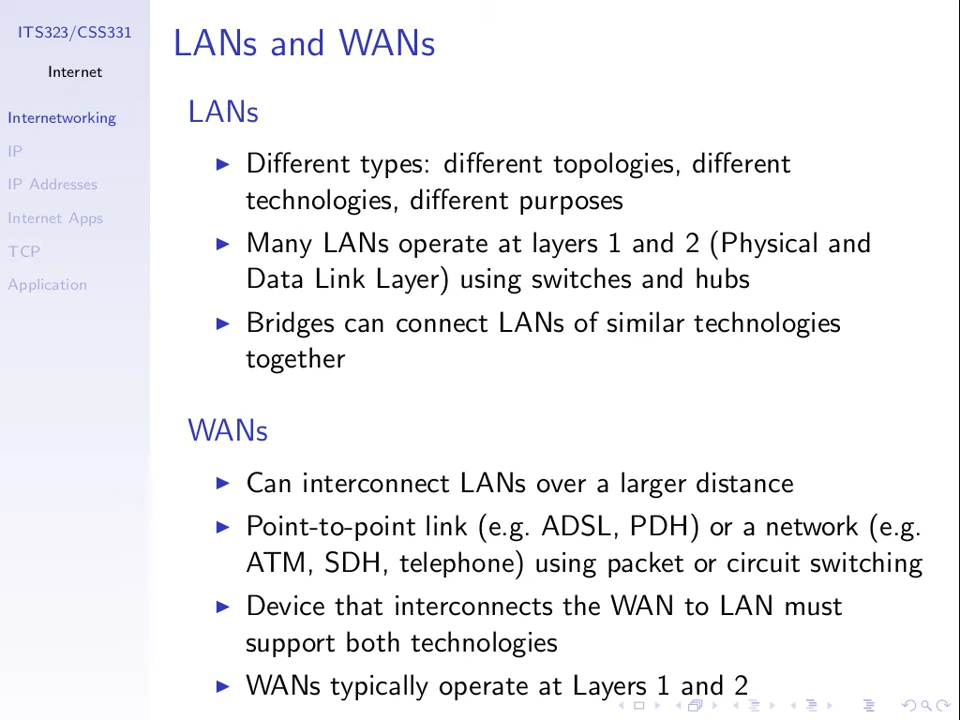 ITS323/CSS331
Internet
Internetworking
IP
IP Addresses
Internet Apps
TCP
Application
LANs and WANs
LANs
Different types: different topologies, different
technologies, different purposes
Many LANs operate at layers 1 and 2 (Physical and
Data Link Layer) using switches and hubs
Bridges can connect LANs of similar technologies
together
WANs
Can interconnect LANs over a larger distance
Point-to-point link (e.g. ADSL, PDH) or a network (e.g.
ATM, SDH, telephone) using packet or circuit switching
Device that interconnects the WAN to LAN must
support both technologies
WANs typically operate at Layers 1 and 2